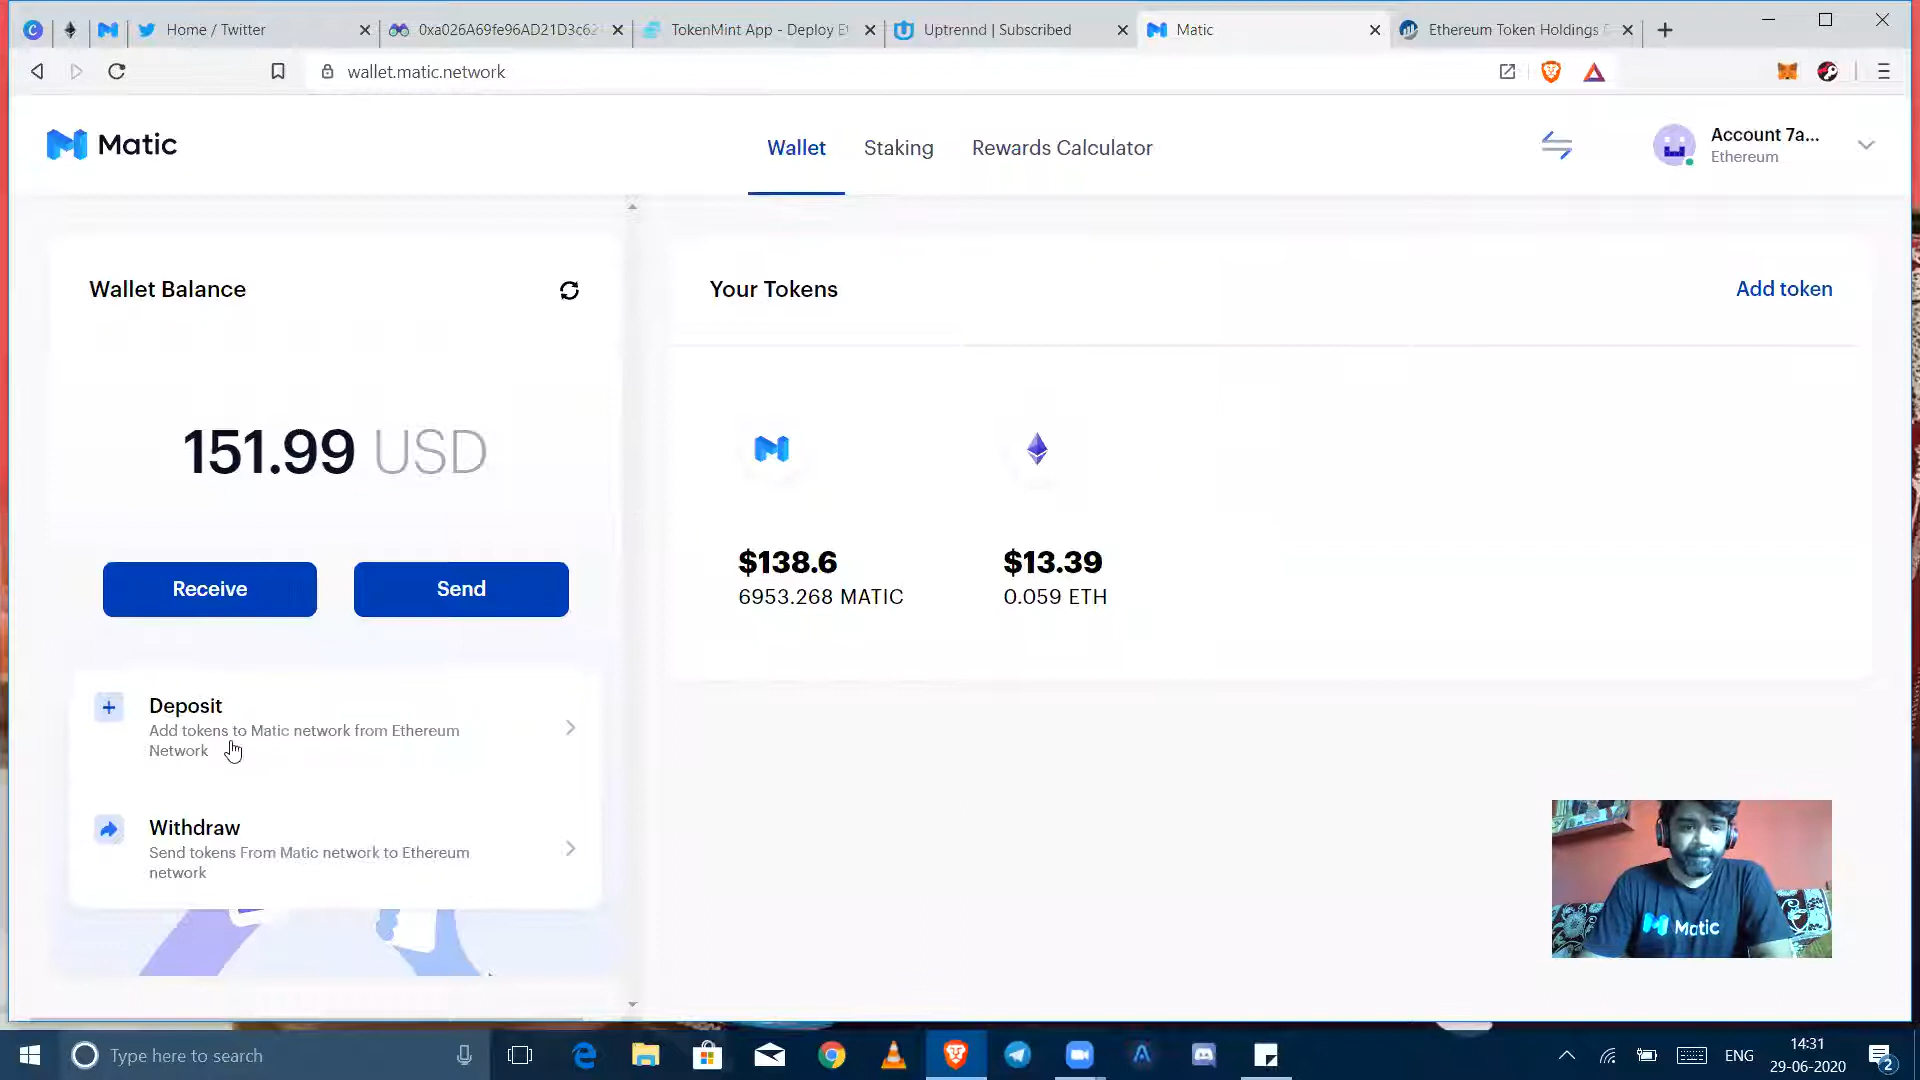 Home / Twitter
0xa026A69fe96AD21D3c62
TokenMint App - Deploy Et
Uptrennd | Subscribed
Matic
Ethereum Token Holdings
wallet.matic.network
Matic
Wallet
Staking
Rewards Calculator
Account 7a...
Ethereum
Wallet Balance
151.99 USD
Receive
Send
Deposit
Add tokens to Matic network from Ethereum
Network
Withdraw
Send tokens From Matic network to Ethereum
network
Your Tokens
Add token
$138.6
6953.268 MATIC
$13.39
0.059 ETH
Matic
Type here to search
ENG
14:31
29-06-2020
2